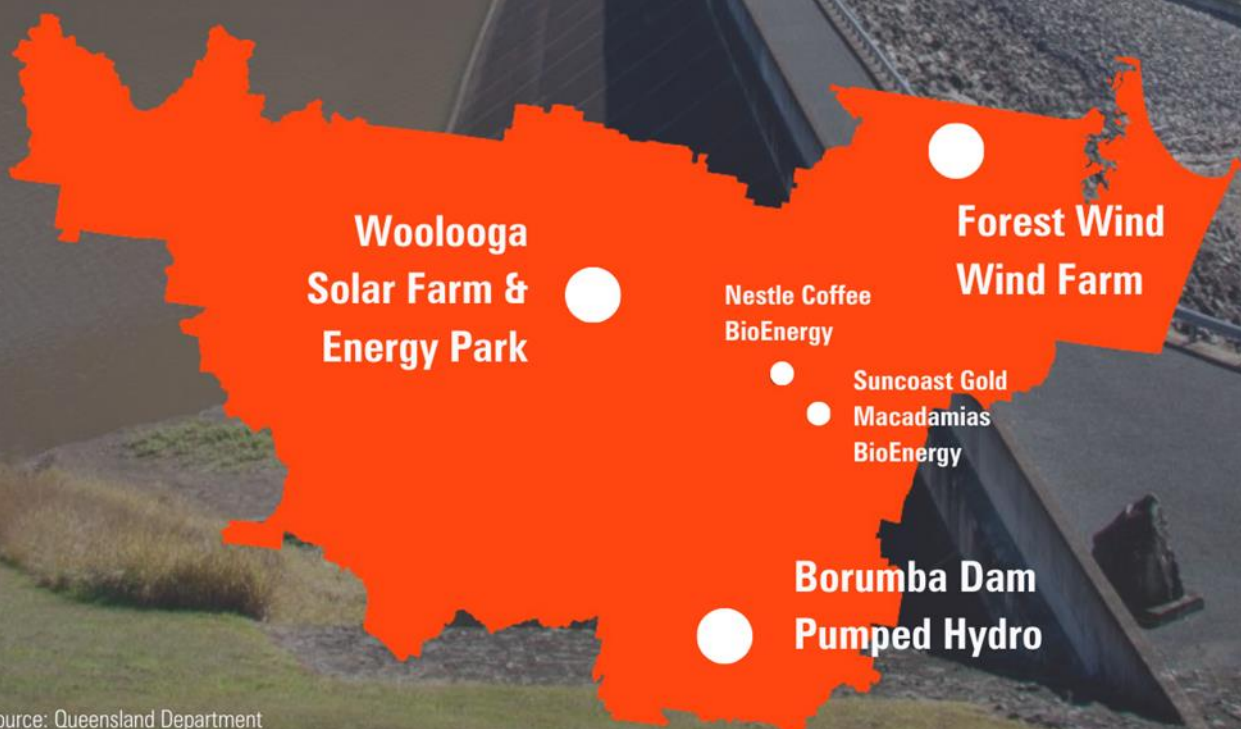 Woolooga
Solar Farm &
Energy Park
Forest Wind
Wind Farm
Nestle Coffee
BioEnergy
Suncoast Gold
Macadamias
BioEnergy
Borumba Dam
Pumped Hydro
Queensland Department